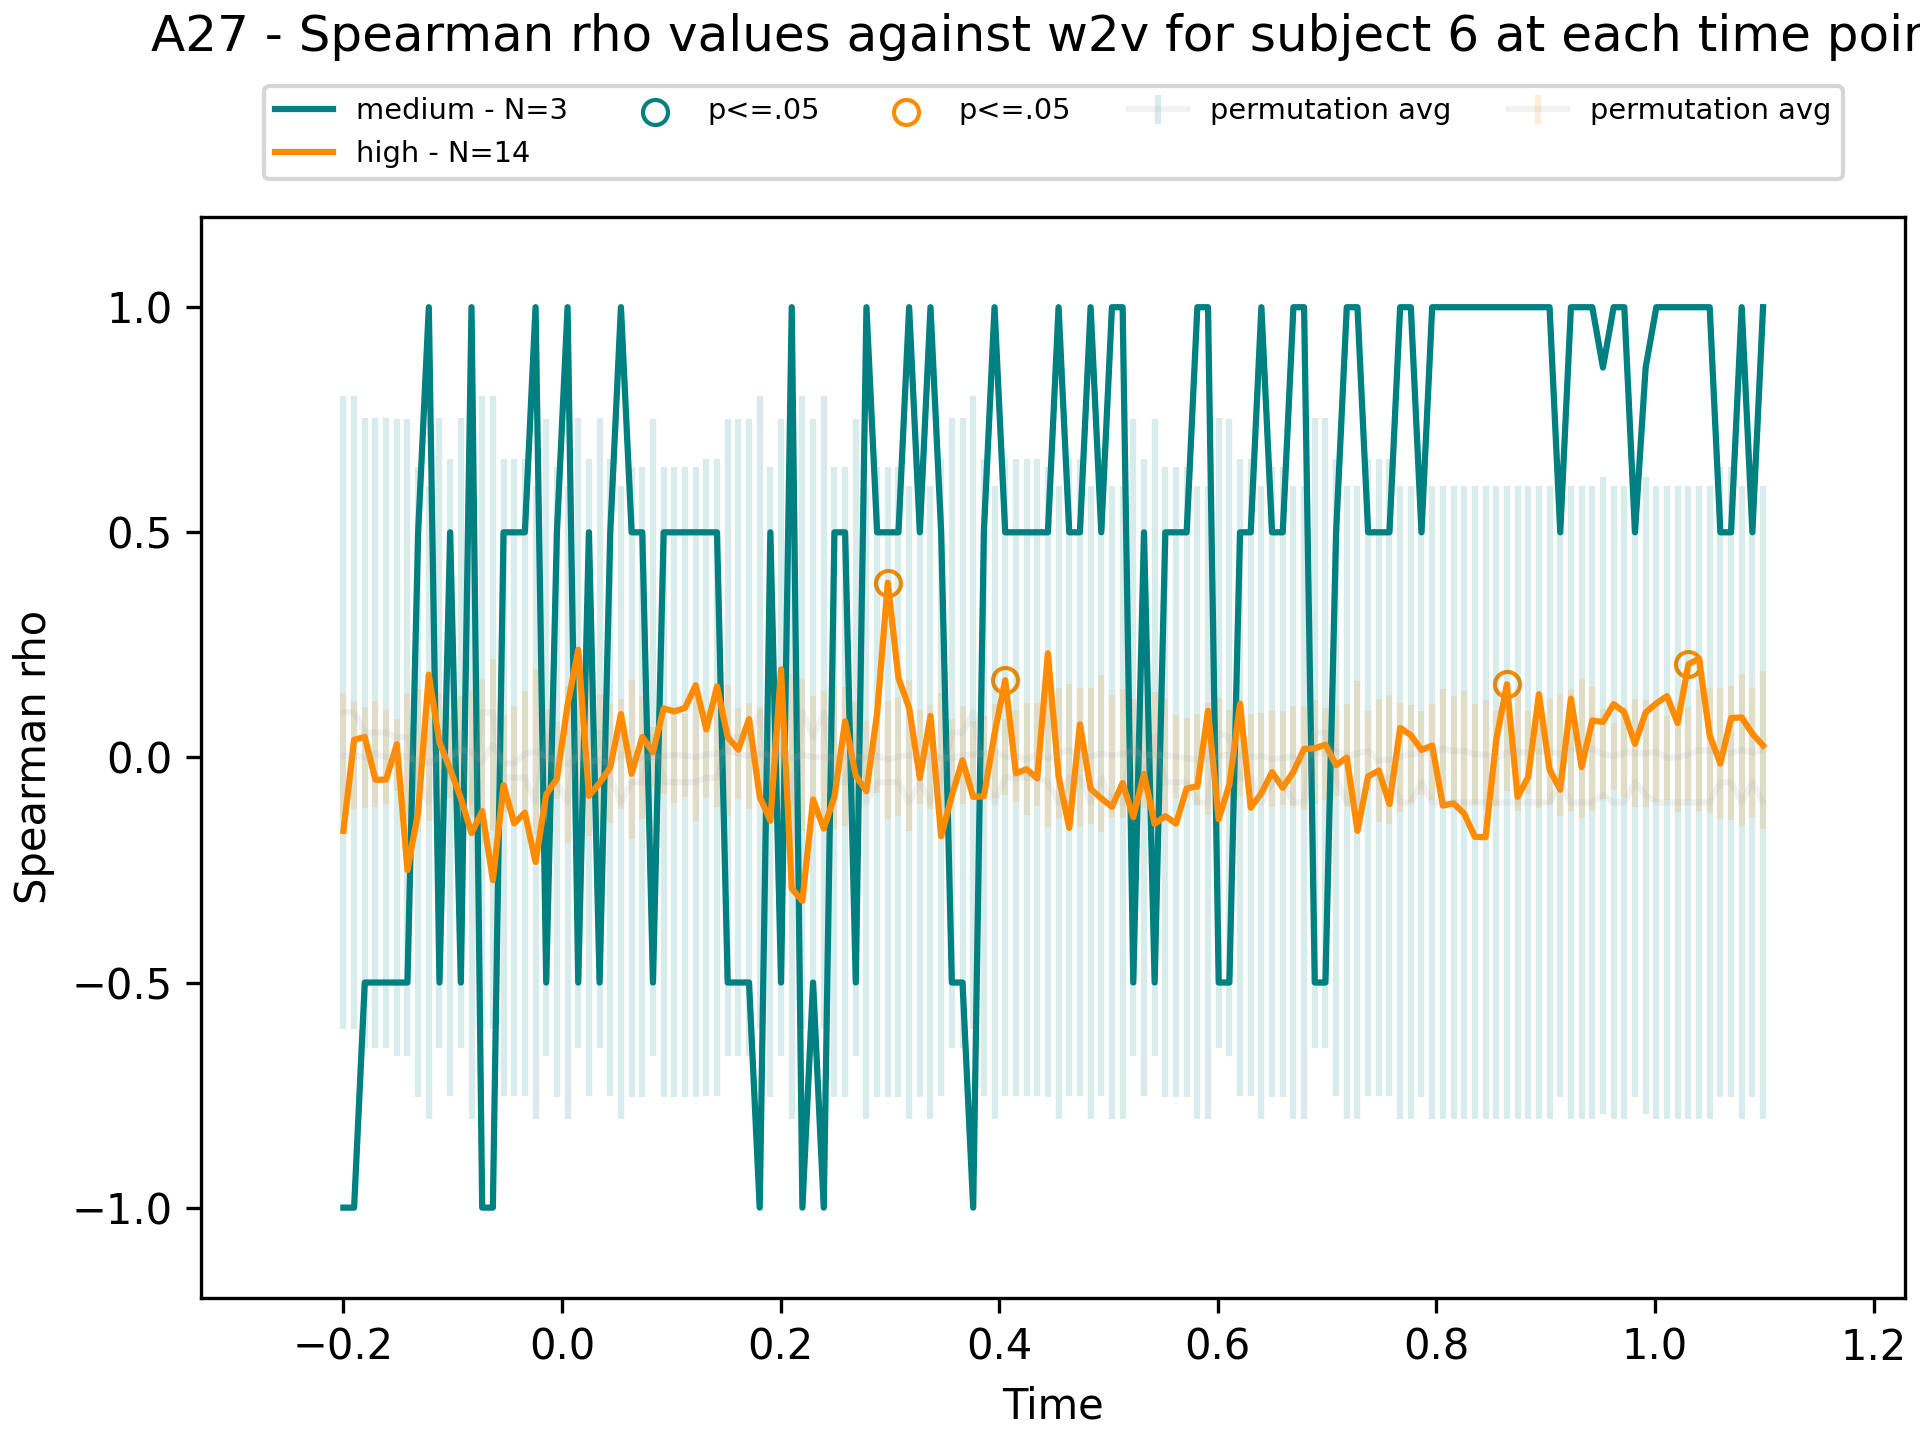 A27 - Spearman rho values against w2v for subject 6 at each time poin
medium - N=3
high - N=14
p<=.05
p<=.05
permutation avg
permutation avg
1.0
0.5
0.0
−0.5
−1.0
Spearman rho
−0.2
0.0
0.2
0.4
0.6
0.8
1.0
1.2
Time